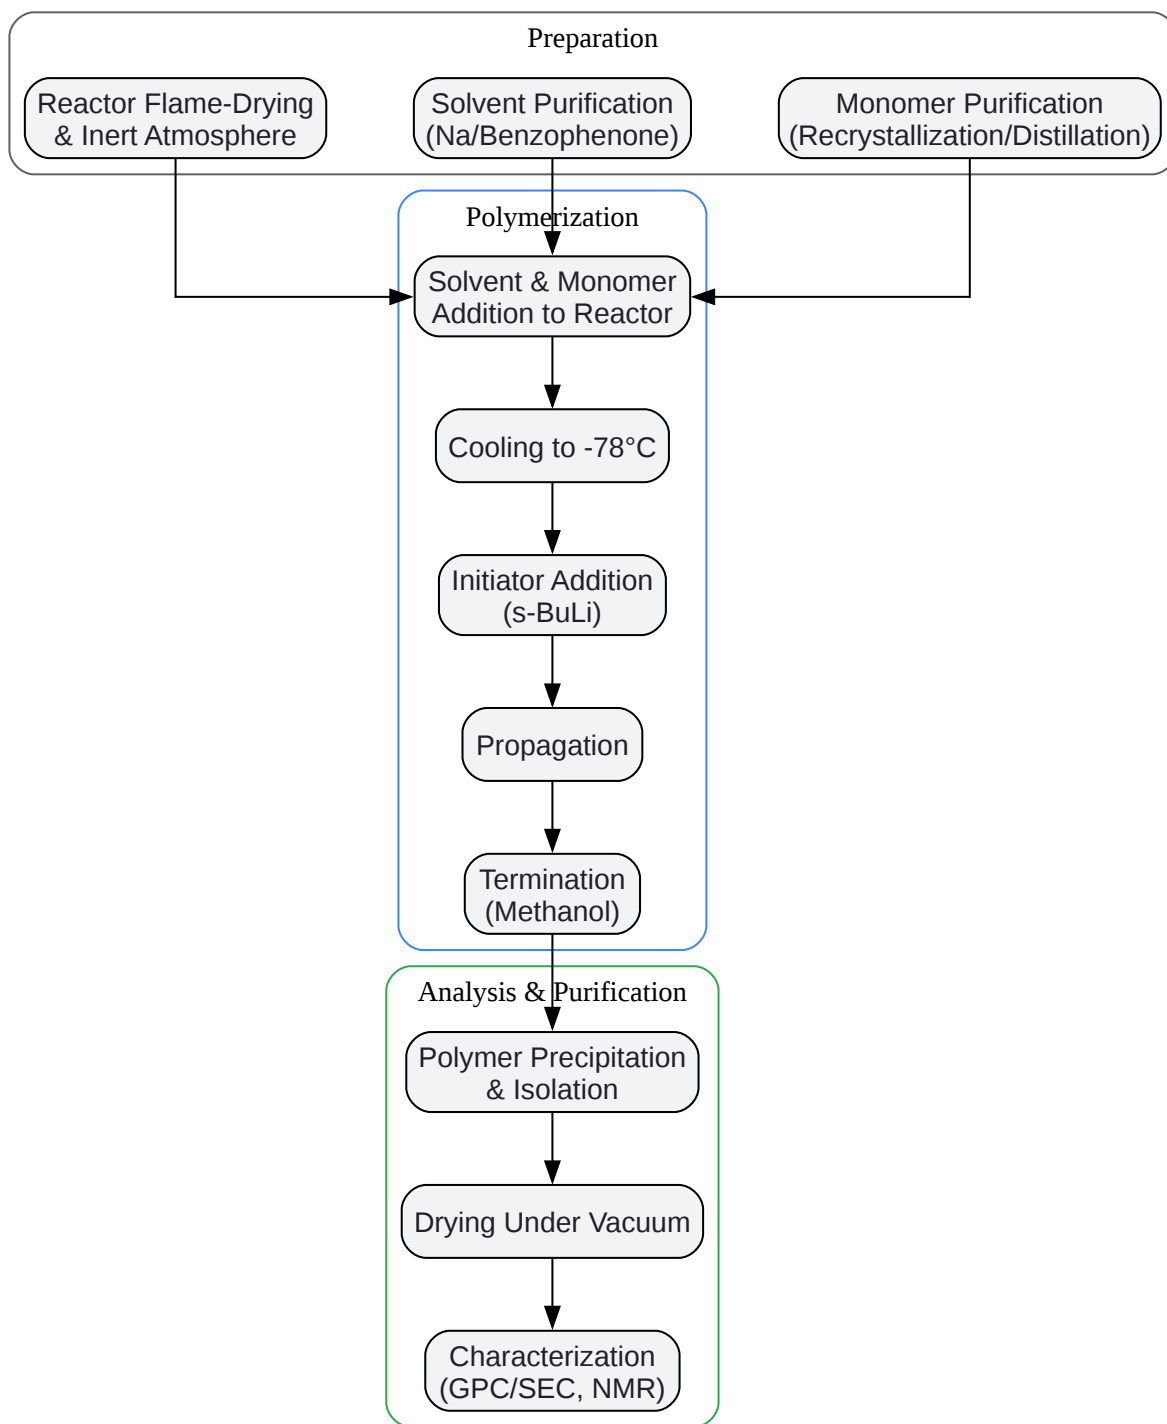 Preparation
Reactor Flame-Drying
& Inert Atmosphere
Solvent Purification
(Na/Benzophenone)
Monomer Purification
(Recrystallization/Distillation)
Polymerization
Solvent & Monomer
Addition to Reactor
Cooling to -78°C
Initiator Addition
(s-BuLi)
Propagation
Termination
(Methanol)
Analysis & Purification
Polymer Precipitation
& Isolation
Drying Under Vacuum
Characterization
(GPC/SEC, NMR)